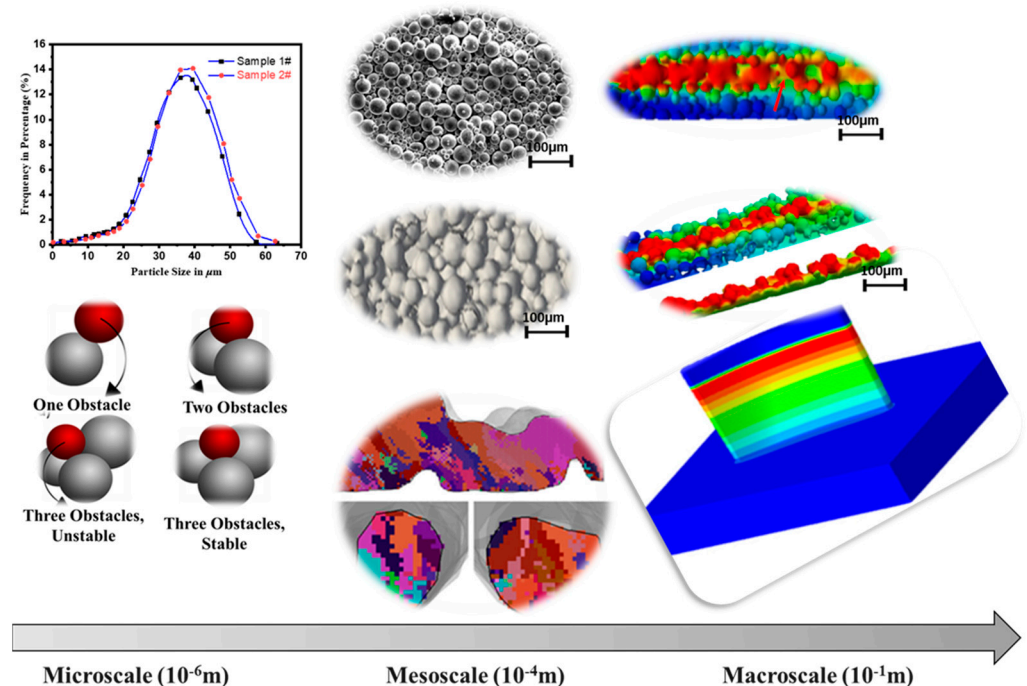 16
14
12
10
8
6
4
2
0
Frequency in Percentage (%)
Sample 1#
Sample 2#
0 10 20 30 40 50 60 70
Particle Size in μm
One Obstacle
Two Obstacles
Three Obstacles,
Unstable
Three Obstacles,
Stable
100μm
100μm
100μm
100μm
Microscale (10⁻⁶m)
Mesoscale (10⁻⁴m)
Macroscale (10⁻¹m)